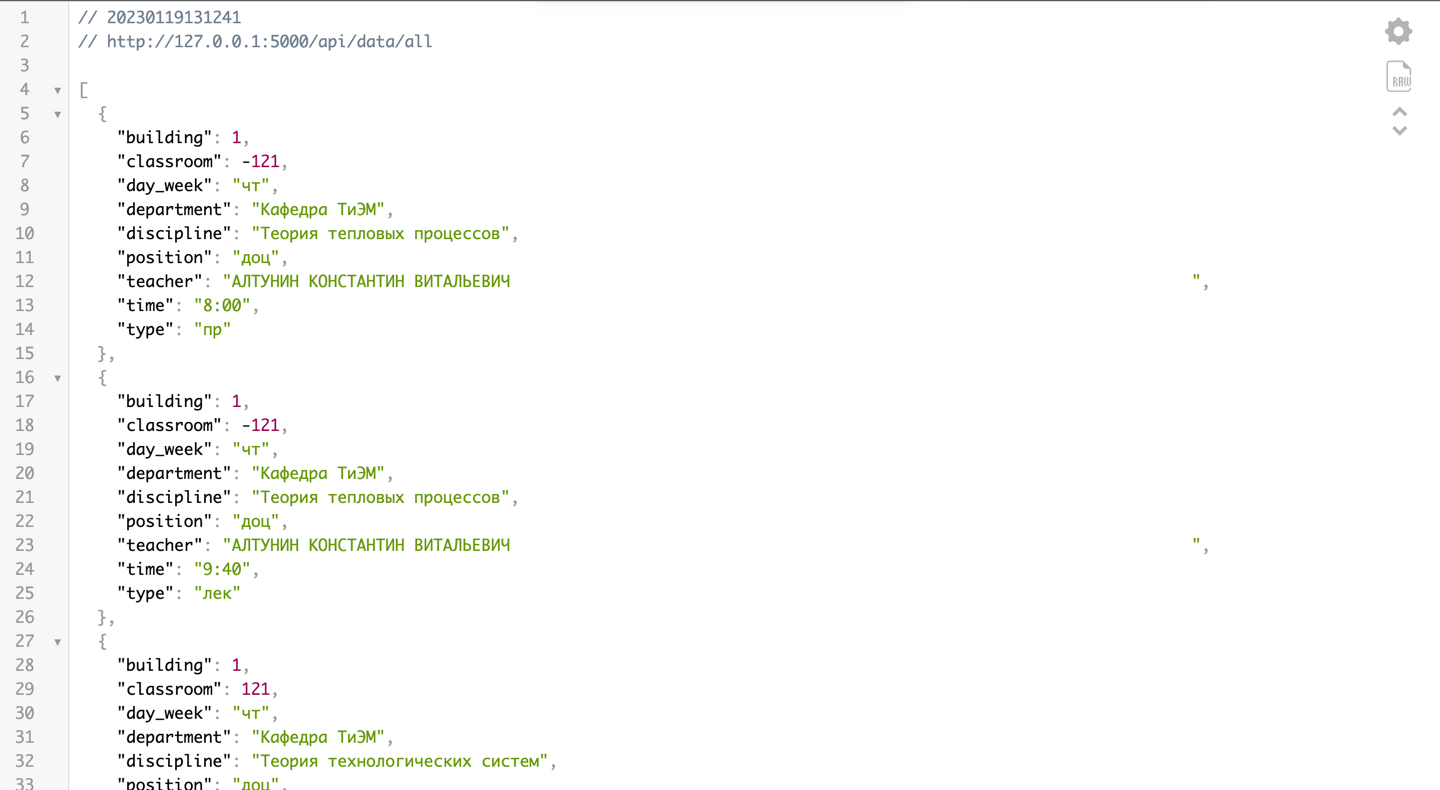 1 // 20230119131241
2 // http://127.0.0.1:5000/api/data/all
3
4 [
5 {
6 "building": 1,
7 "classroom": -121,
8 "day_week": "чт",
9 "department": "Кафедра ТиЭМ",
10 "discipline": "Теория тепловых процессов",
11 "position": "доц",
12 "teacher": "АЛТУНИН КОНСТАНТИН ВИТАЛЬЕВИЧ                                                                       ",
13 "time": "8:00",
14 "type": "пр"
15 },
16 {
17 "building": 1,
18 "classroom": -121,
19 "day_week": "чт",
20 "department": "Кафедра ТиЭМ",
21 "discipline": "Теория тепловых процессов",
22 "position": "доц",
23 "teacher": "АЛТУНИН КОНСТАНТИН ВИТАЛЬЕВИЧ                                                                       ",
24 "time": "9:40",
25 "type": "лек"
26 },
27 {
28 "building": 1,
29 "classroom": 121,
30 "day_week": "чт",
31 "department": "Кафедра ТиЭМ",
32 "discipline": "Теория технологических систем",
33 "position": "доц",
RAW